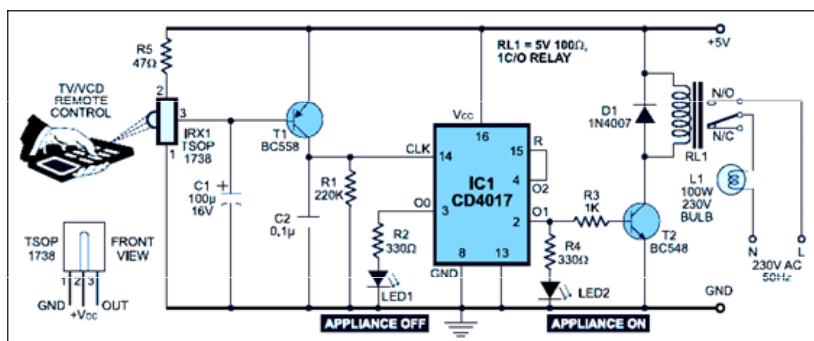 R5
47Ω
RL1 = 5V 100Ω,
1C/O RELAY
+5V
TV/VCD
REMOTE
CONTROL
2
3
1
IRX1
TSOP
1738
T1
BC558
VCC
16
D1
1N4007
N/O
N/C
RL1
CLK
14
R
15
4
O2
IC1
CD4017
C1
100µ
16V
+
R1
220K
C2
0.1µ
O0
3
2
O1
R3
1K
L1
100W
230V
BULB
R2
330Ω
R4
330Ω
T2
BC548
TSOP
1738
FRONT
VIEW
1 2 3
GND
+VCC
OUT
8
GND
13
LED1
LED2
N
L
230V AC
50Hz
GND
APPLIANCE OFF
APPLIANCE ON